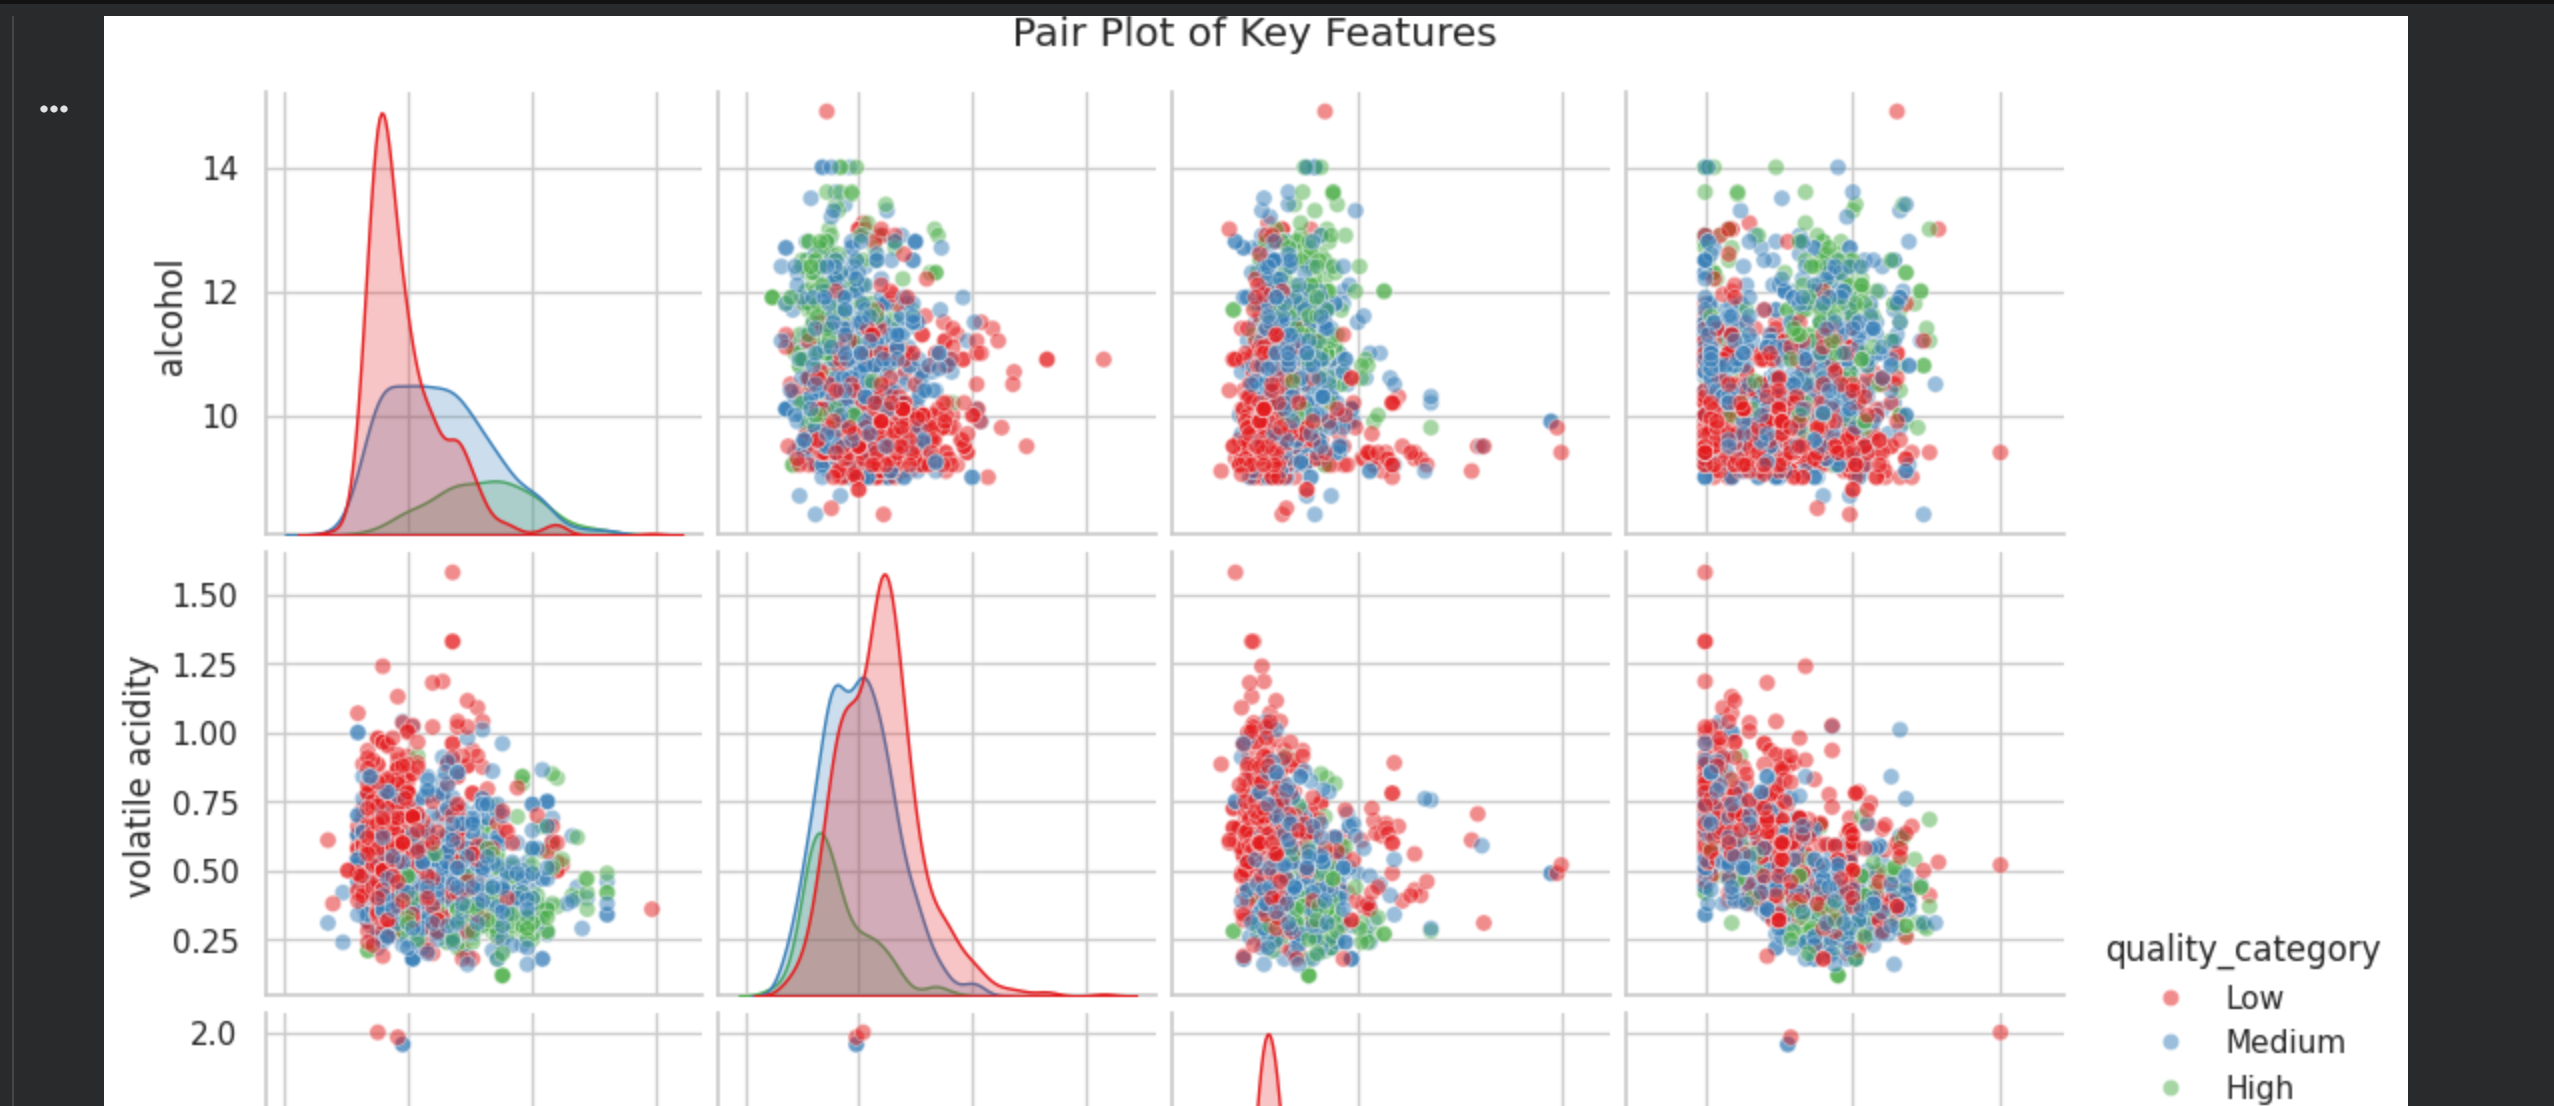 Pair Plot of Key Features
14
12
10
alcohol
1.50
1.25
1.00
0.75
0.50
0.25
volatile acidity
2.0
quality_category
Low
Medium
High